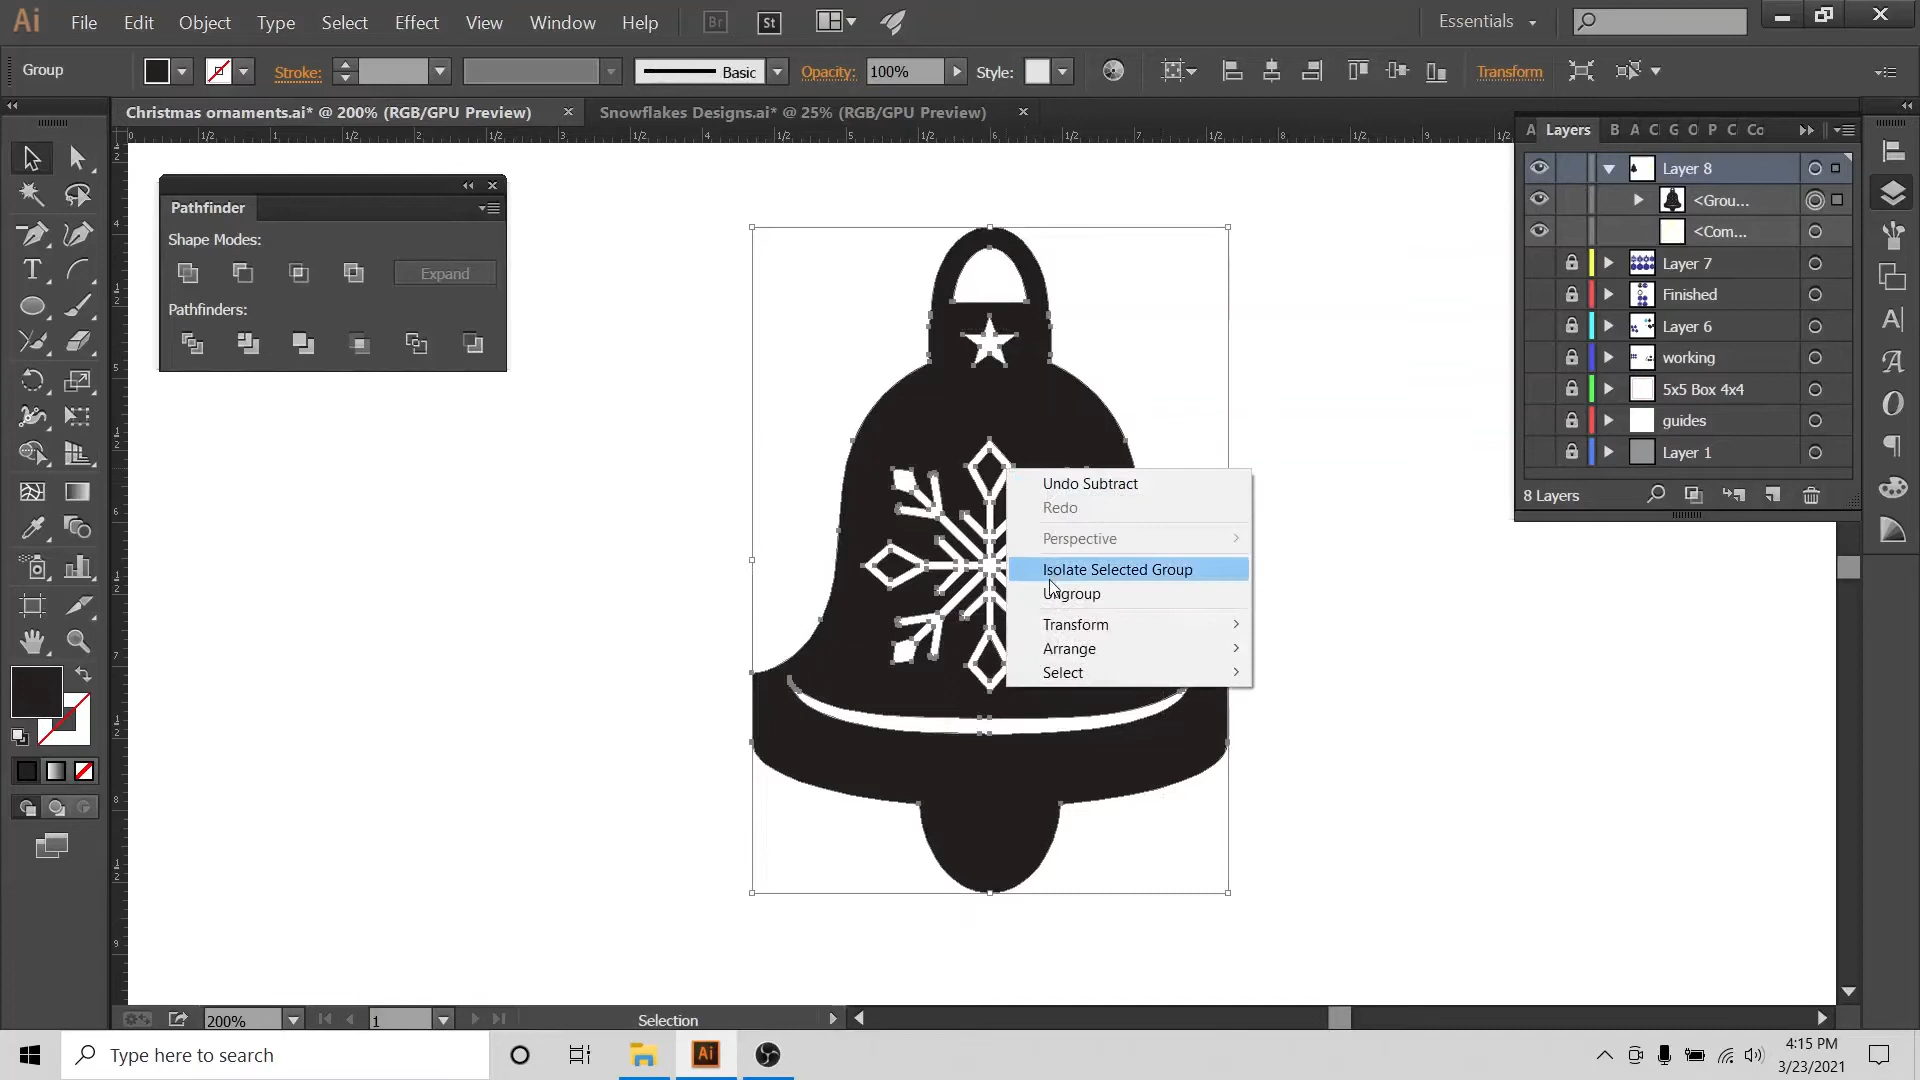 Ai File Edit Object Type Select Effect View Window Help Br St Essentials
Group Stroke: Basic Opacity: 100% Style: Transform
Christmas ornaments.ai* @ 200% (RGB/GPU Preview) Snowflakes Designs.ai* @ 25% (RGB/GPU Preview)
Pathfinder
Shape Modes:
Expand
Pathfinders:
A Layers B A C G O P C Co
Layer 8
<Grou...
<Com...
Layer 7
Finished
Layer 6
working
5x5 Box 4x4
guides
Layer 1
8 Layers
Undo Subtract
Redo
Perspective
Isolate Selected Group
Ungroup
Transform
Arrange
Select
200% 1 Selection
Type here to search
Ai
4:15 PM
3/23/2021